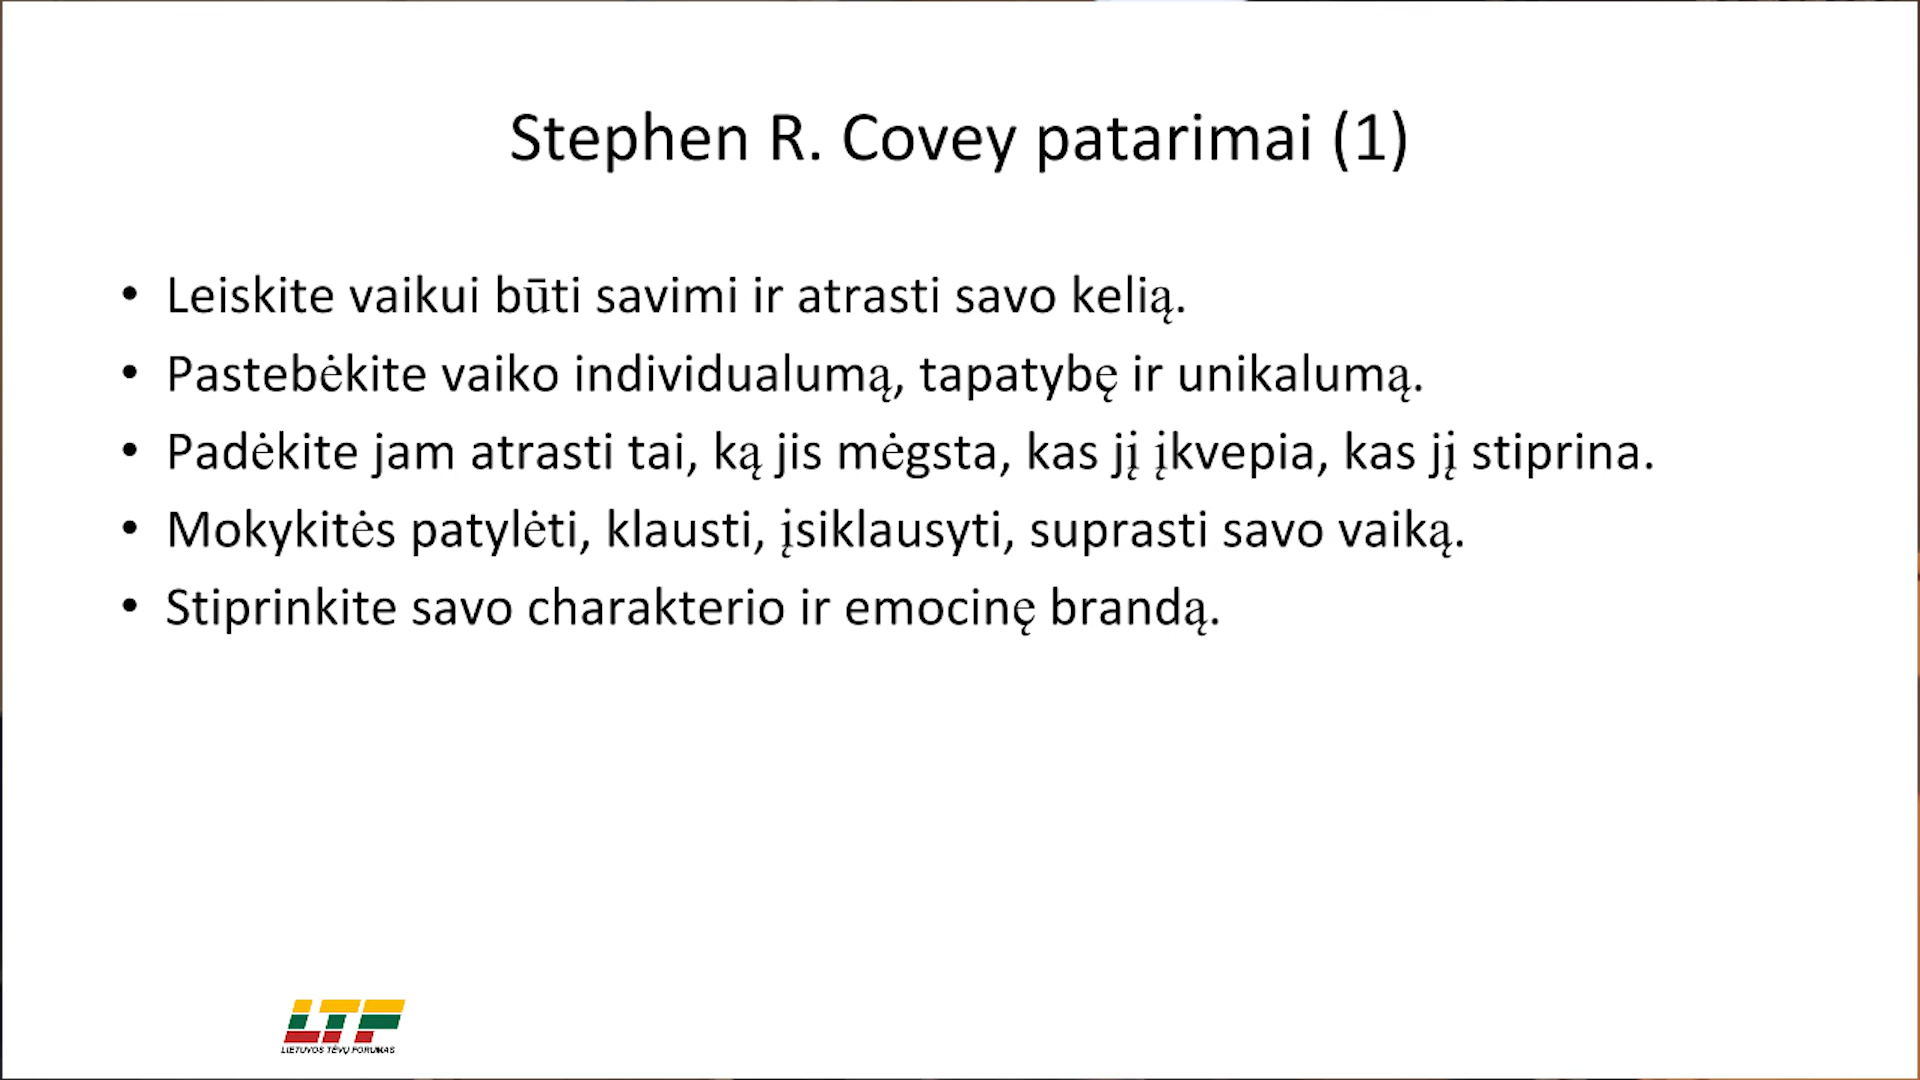 Stephen R. Covey patarimai (1)
• Leiskite vaikui būti savimi ir atrasti savo kelią.
• Pastebėkite vaiko individualumą, tapatybę ir unikalumą.
• Padėkite jam atrasti tai, ką jis mėgsta, kas jį įkvepia, kas jį stiprina.
• Mokykitės patylėti, klausti, įsiklausyti, suprasti savo vaiką.
• Stiprinkite savo charakterio ir emocinę brandą.
LTF
LIETUVOS TĖVŲ FORUMAS